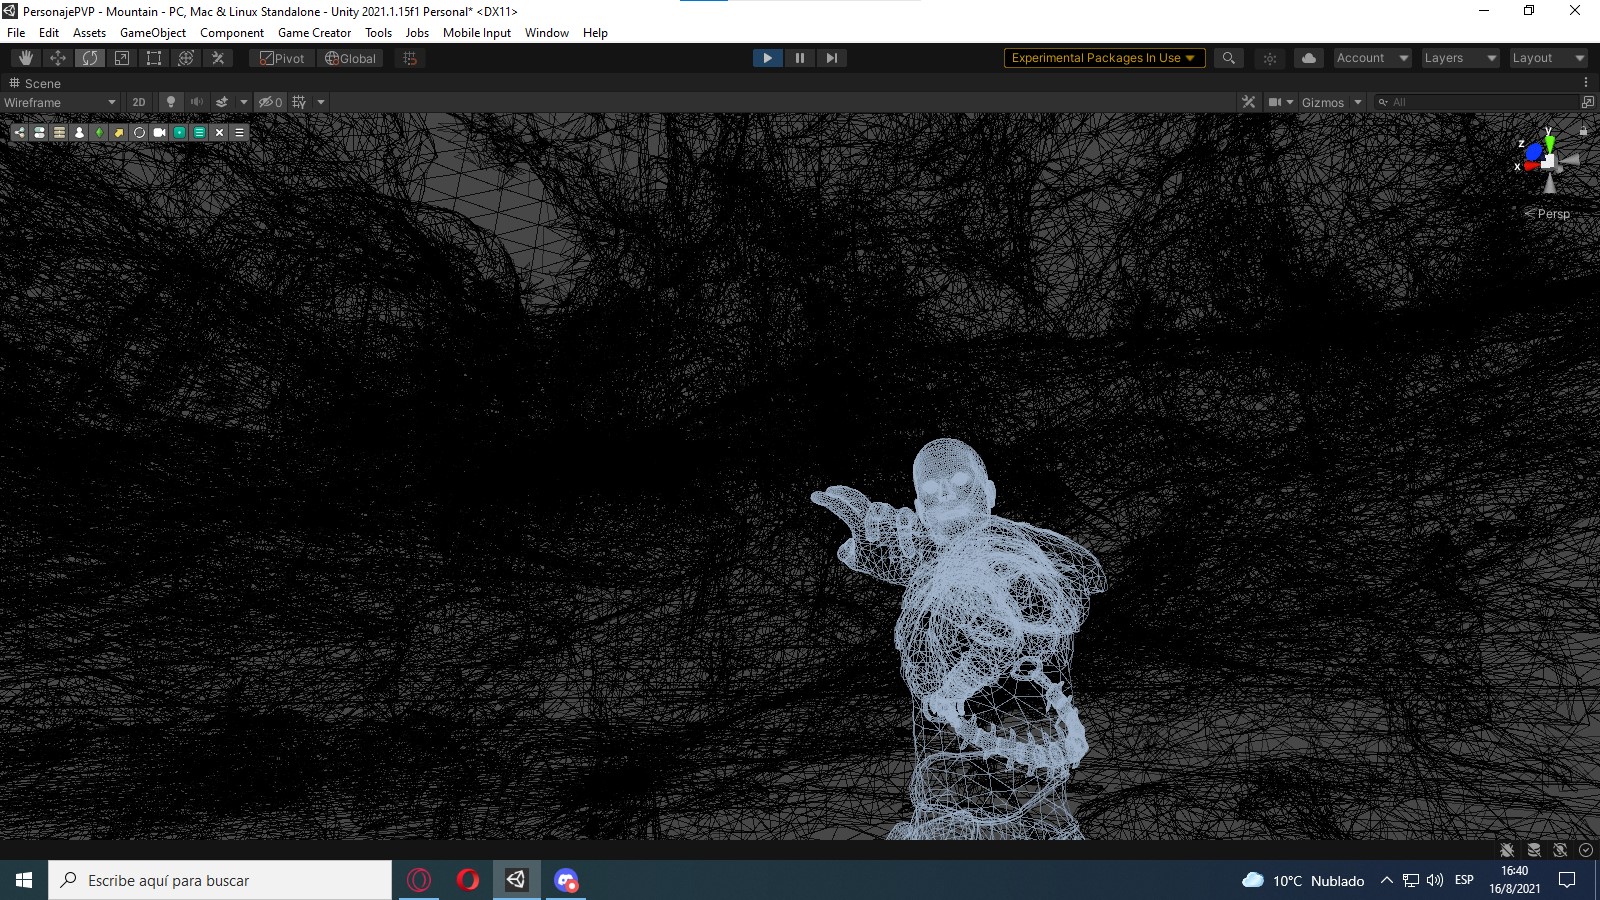 PersonajePVP - Mountain - PC, Mac & Linux Standalone - Unity 2021.1.15f1 Personal* <DX11>
File Edit Assets GameObject Component Game Creator Tools Jobs Mobile Input Window Help
Pivot Global Experimental Packages In Use Account Layers Layout
Scene
Wireframe 2D 0 Gizmos All
y
z
x
Persp
Escribe aquí para buscar 10°C Nublado ESP 16:40
16/8/2021